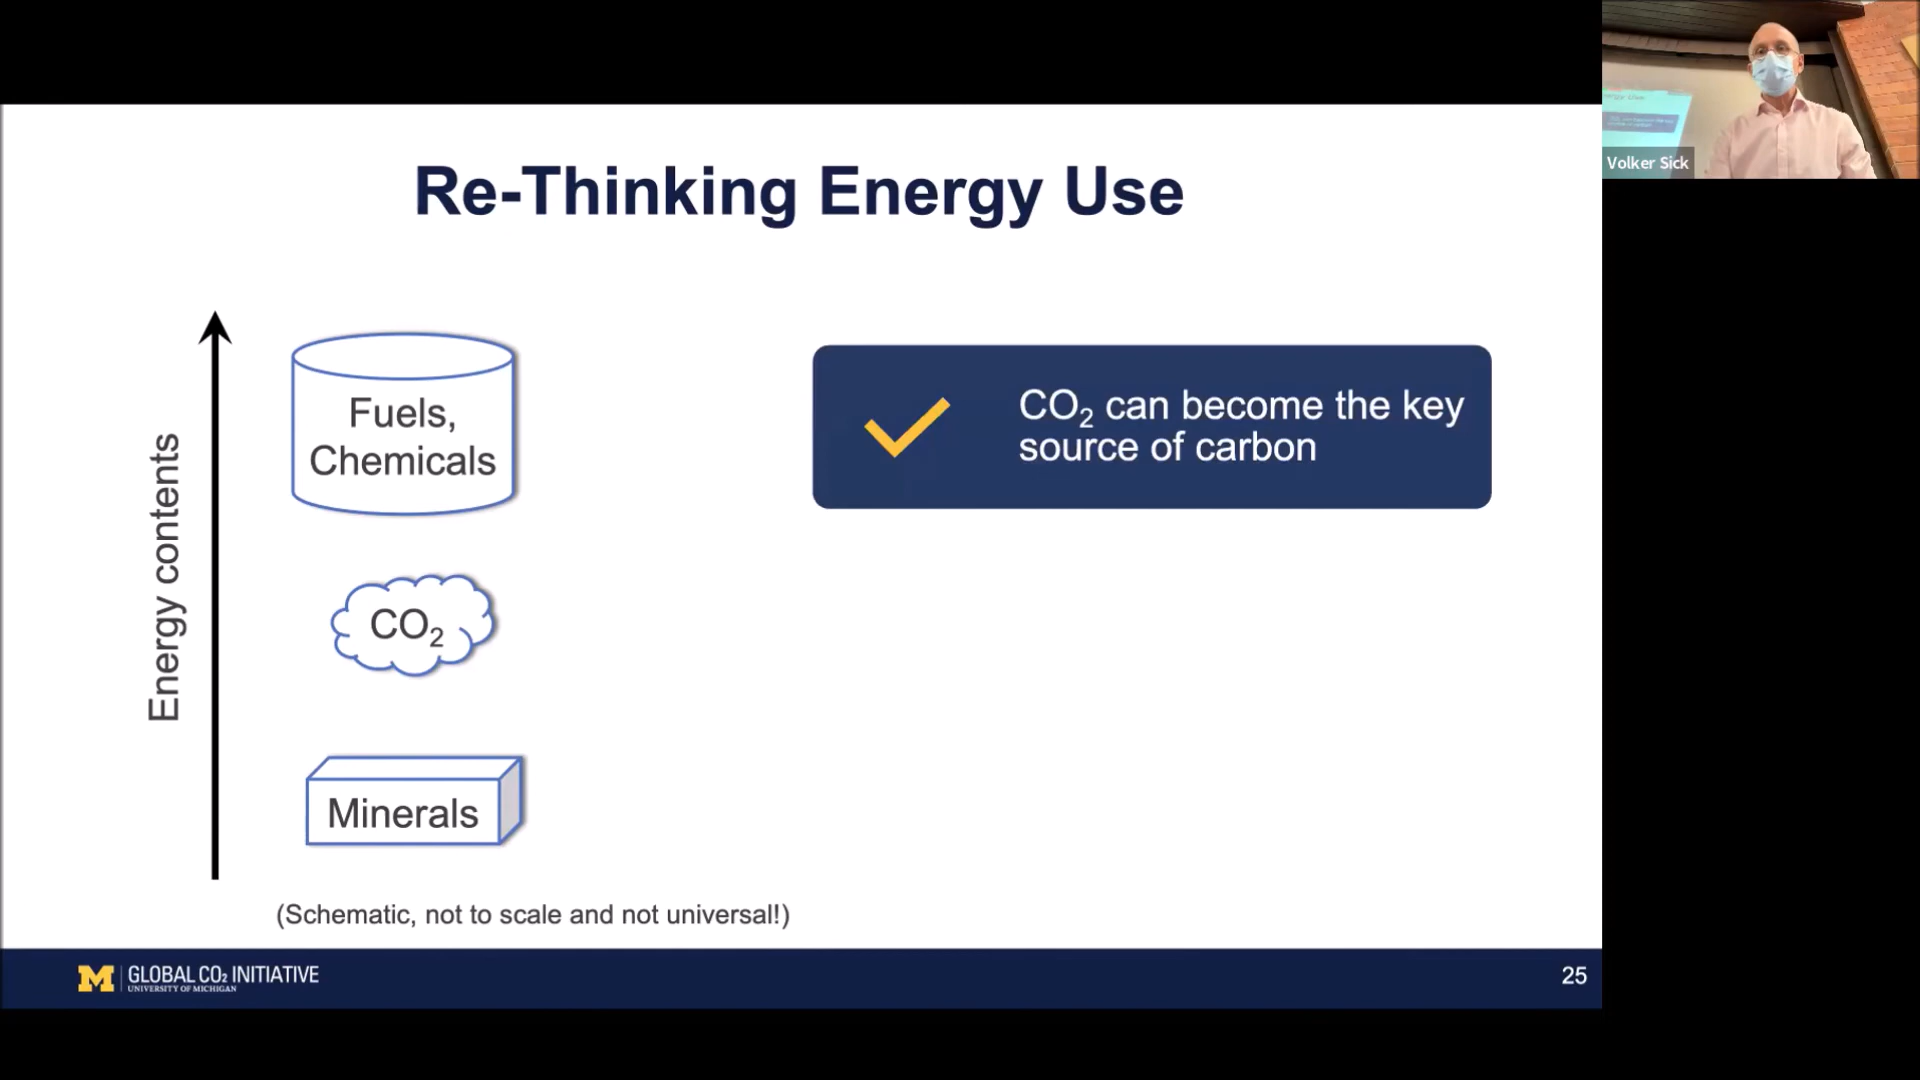 Re-Thinking Energy Use
Energy contents
Fuels,
Chemicals
CO₂
Minerals
(Schematic, not to scale and not universal!)
CO₂ can become the key
source of carbon
M GLOBAL CO₂ INITIATIVE
UNIVERSITY OF MICHIGAN
25
Volker Sick